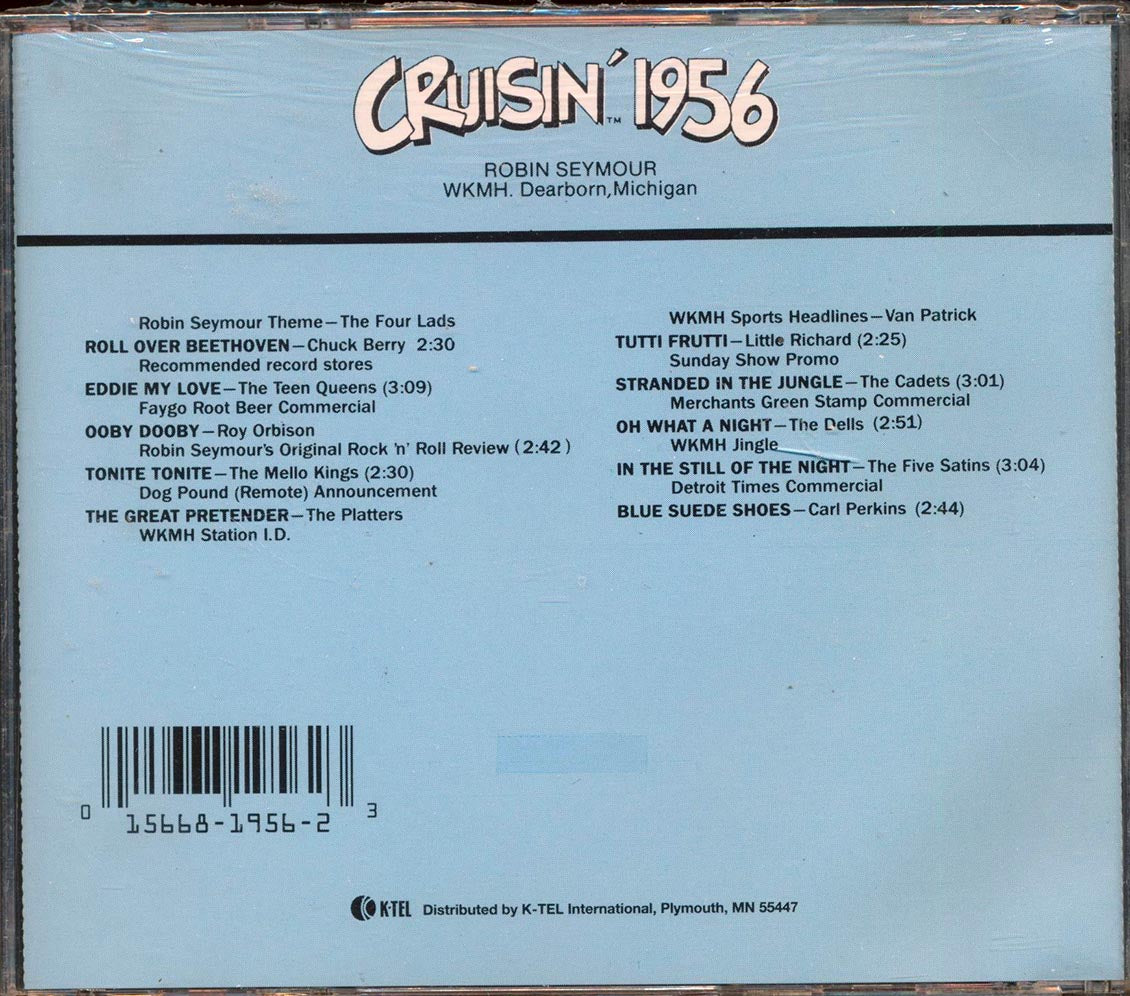 CRUISIN'™ 1956
ROBIN SEYMOUR
WKMH. Dearborn, Michigan
Robin Seymour Theme—The Four Lads
ROLL OVER BEETHOVEN—Chuck Berry 2:30
Recommended record stores
EDDIE MY LOVE—The Teen Queens (3:09)
Faygo Root Beer Commercial
OOBY DOOBY—Roy Orbison
Robin Seymour's Original Rock 'n' Roll Review (2:42 )
TONITE TONITE—The Mello Kings (2:30)
Dog Pound (Remote) Announcement
THE GREAT PRETENDER—The Platters
WKMH Station I.D.
WKMH Sports Headlines—Van Patrick
TUTTI FRUTTI—Little Richard (2:25)
Sunday Show Promo
STRANDED IN THE JUNGLE—The Cadets (3:01)
Merchants Green Stamp Commercial
OH WHAT A NIGHT—The Dells (2:51)
WKMH Jingle
IN THE STILL OF THE NIGHT—The Five Satins (3:04)
Detroit Times Commercial
BLUE SUEDE SHOES—Carl Perkins (2:44)
0 15668-1956-2 3
K-TEL Distributed by K-TEL International, Plymouth, MN 55447